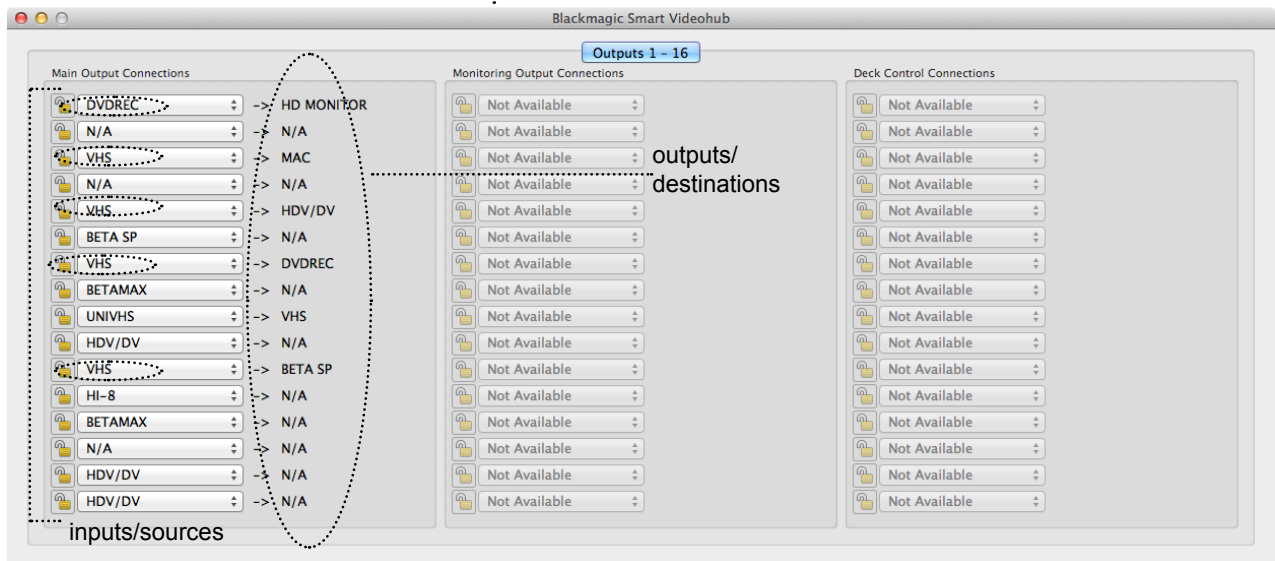 Blackmagic Smart Videohub
Outputs 1 – 16
Main Output Connections
Monitoring Output Connections
Deck Control Connections
DVDREC -> HD MONITOR Not Available Not Available
N/A -> N/A Not Available Not Available
VHS -> MAC Not Available Not Available
outputs/
destinations
N/A -> N/A Not Available Not Available
VHS -> HDV/DV Not Available Not Available
BETA SP -> N/A Not Available Not Available
VHS -> DVDREC Not Available Not Available
BETAMAX -> N/A Not Available Not Available
UNIVHS -> VHS Not Available Not Available
HDV/DV -> N/A Not Available Not Available
VHS -> BETA SP Not Available Not Available
HI-8 -> N/A Not Available Not Available
BETAMAX -> N/A Not Available Not Available
N/A -> N/A Not Available Not Available
HDV/DV -> N/A Not Available Not Available
HDV/DV -> N/A Not Available Not Available
inputs/sources